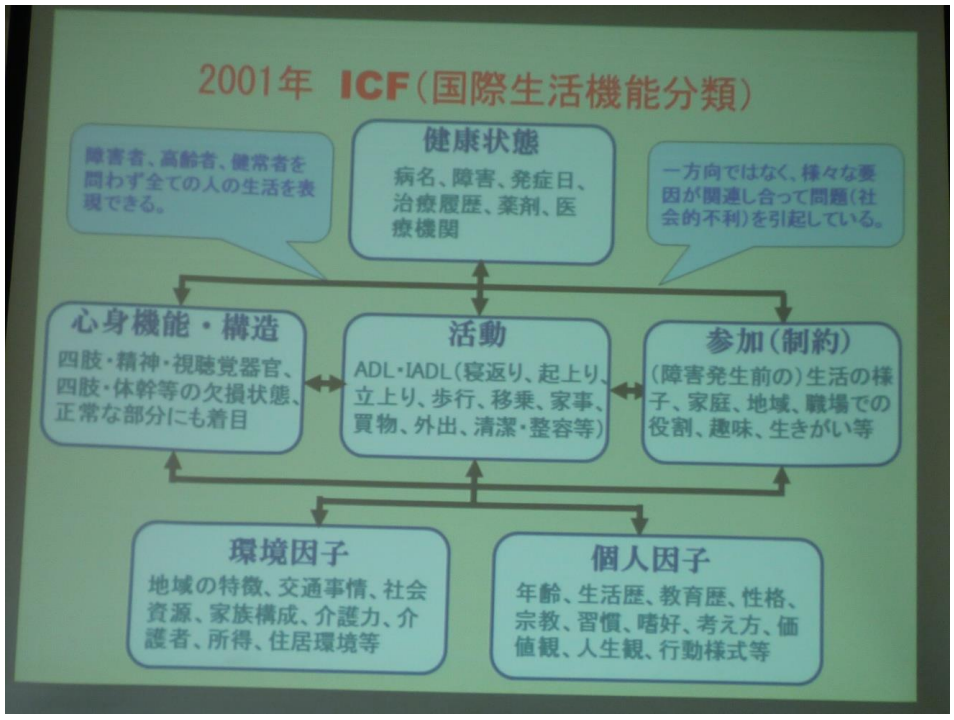 2001年 ICF(国際生活機能分類)
障害者、高齢者、健常者を
問わず全ての人の生活を表
現できる。
健康状態
病名、障害、発症日、
治療履歴、薬剤、医
療機関
一方向ではなく、様々な要
因が関連し合って問題(社
会的不利)を引起している。
心身機能・構造
四肢・精神・視聴覚器官、
四肢・体幹等の欠損状態、
正常な部分にも着目
活動
ADL・IADL(寝返り、起上り、
立上り、歩行、移乗、家事、
買物、外出、清潔・整容等)
参加(制約)
(障害発生前の)生活の様
子、家庭、地域、職場での
役割、趣味、生きがい等
環境因子
地域の特徴、交通事情、社会
資源、家族構成、介護力、介
護者、所得、住居環境等
個人因子
年齢、生活歴、教育歴、性格、
宗教、習慣、嗜好、考え方、価
値観、人生観、行動様式等